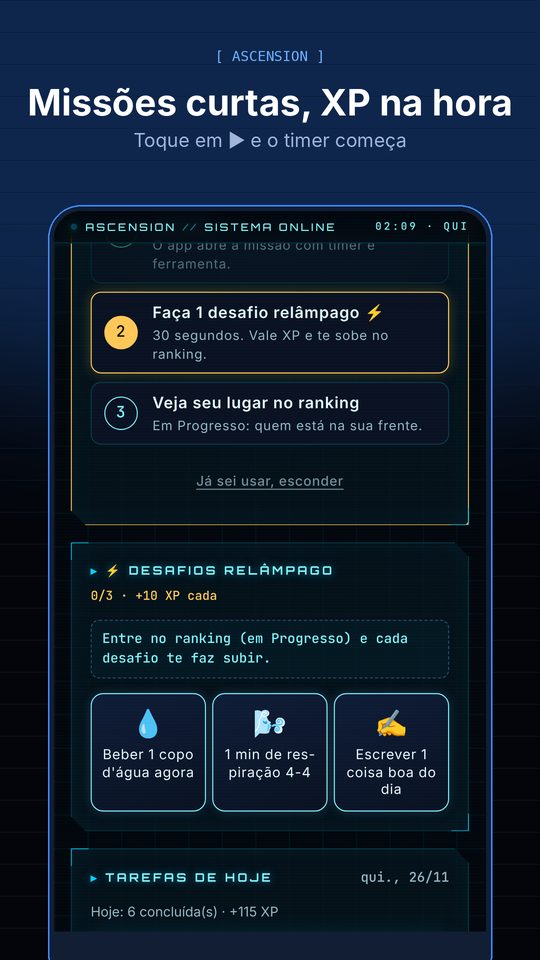 [ ASCENSION ]
Missões curtas, XP na hora
Toque em ▶ e o timer começa
ASCENSION // SISTEMA ONLINE 02:09 · QUI
O app abre a missão com timer e
ferramenta.
2
Faça 1 desafio relâmpago ⚡
30 segundos. Vale XP e te sobe no
ranking.
3
Veja seu lugar no ranking
Em Progresso: quem está na sua frente.
Já sei usar, esconder
▶ ⚡ DESAFIOS RELÂMPAGO
0/3 · +10 XP cada
Entre no ranking (em Progresso) e cada
desafio te faz subir.
Beber 1 copo
d'água agora
1 min de res-
piração 4-4
Escrever 1
coisa boa do
dia
▶ TAREFAS DE HOJE qui., 26/11
Hoje: 6 concluída(s) · +115 XP